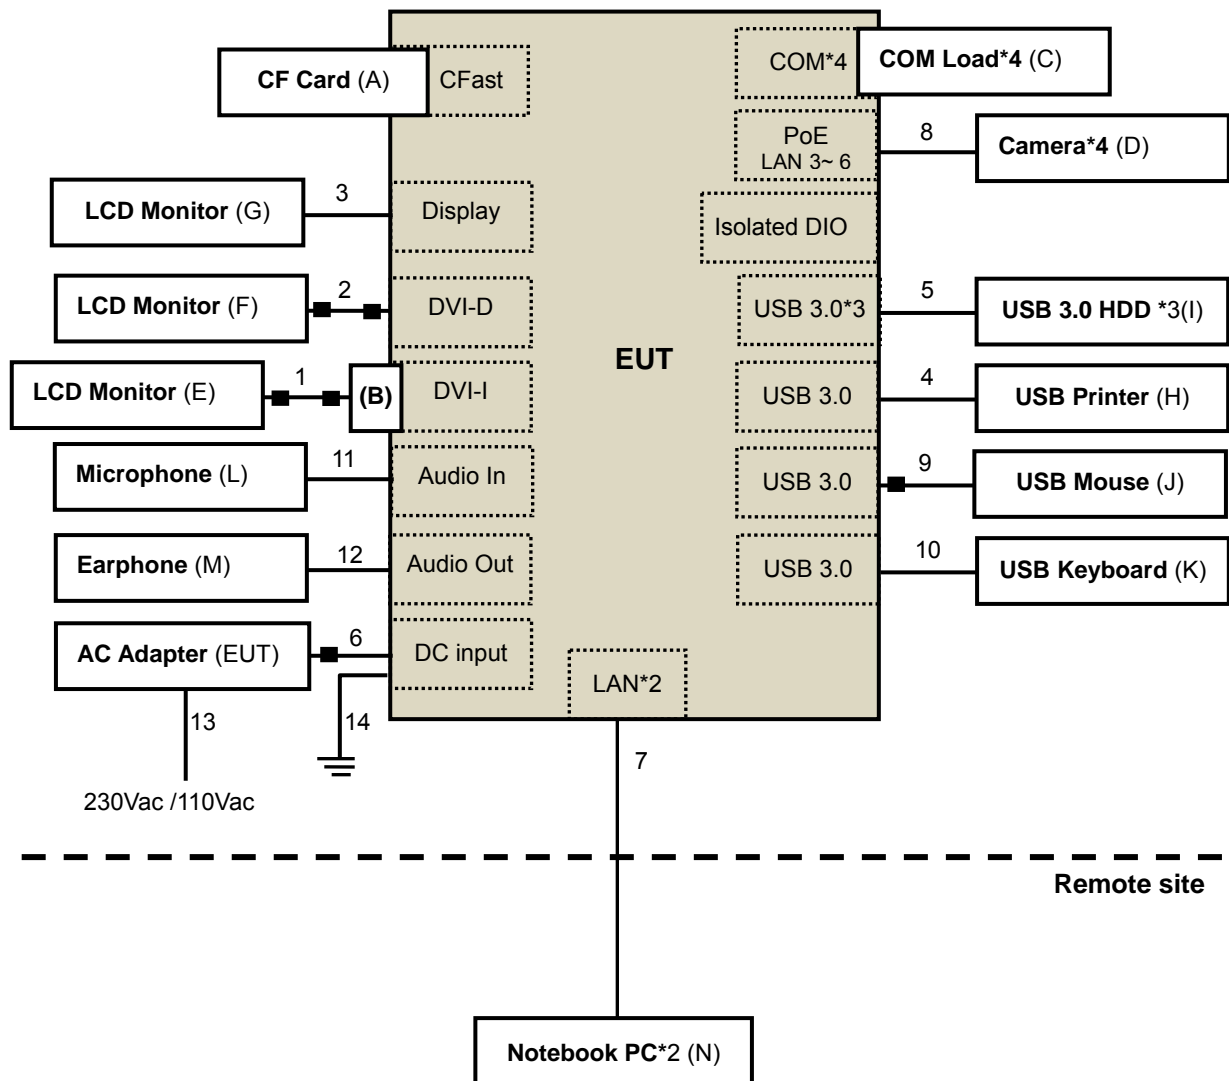 COM*4
COM Load*4 (C)
CF Card (A)
CFast
PoE
LAN 3~ 6
8
Camera*4 (D)
LCD Monitor (G)
3
Display
Isolated DIO
LCD Monitor (F)
2
DVI-D
USB 3.0*3
5
USB 3.0 HDD *3(I)
EUT
LCD Monitor (E)
1
(B)
DVI-I
USB 3.0
4
USB Printer (H)
Microphone (L)
11
Audio In
USB 3.0
9
USB Mouse (J)
Earphone (M)
12
Audio Out
USB 3.0
10
USB Keyboard (K)
AC Adapter (EUT)
6
DC input
LAN*2
13
14
7
230Vac /110Vac
Remote site
Notebook PC*2 (N)